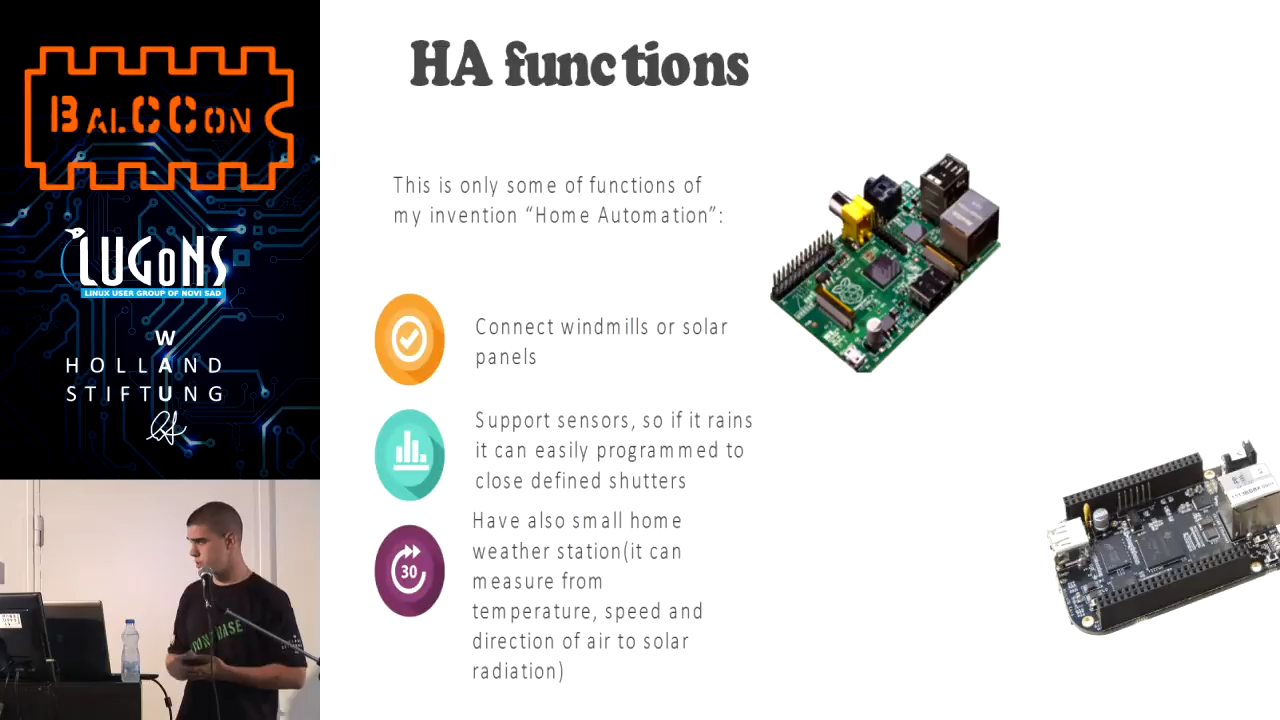 BALCCON
LUGONS
LINUX USER GROUP OF NOVI SAD
W
HOLLAND
STIFTUNG
HA functions
This is only some of functions of
my invention “Home Automation”:
Connect windmills or solar
panels
Support sensors, so if it rains
it can easily programmed to
close defined shutters
30
Have also small home
weather station(it can
measure from
temperature, speed and
direction of air to solar
radiation)